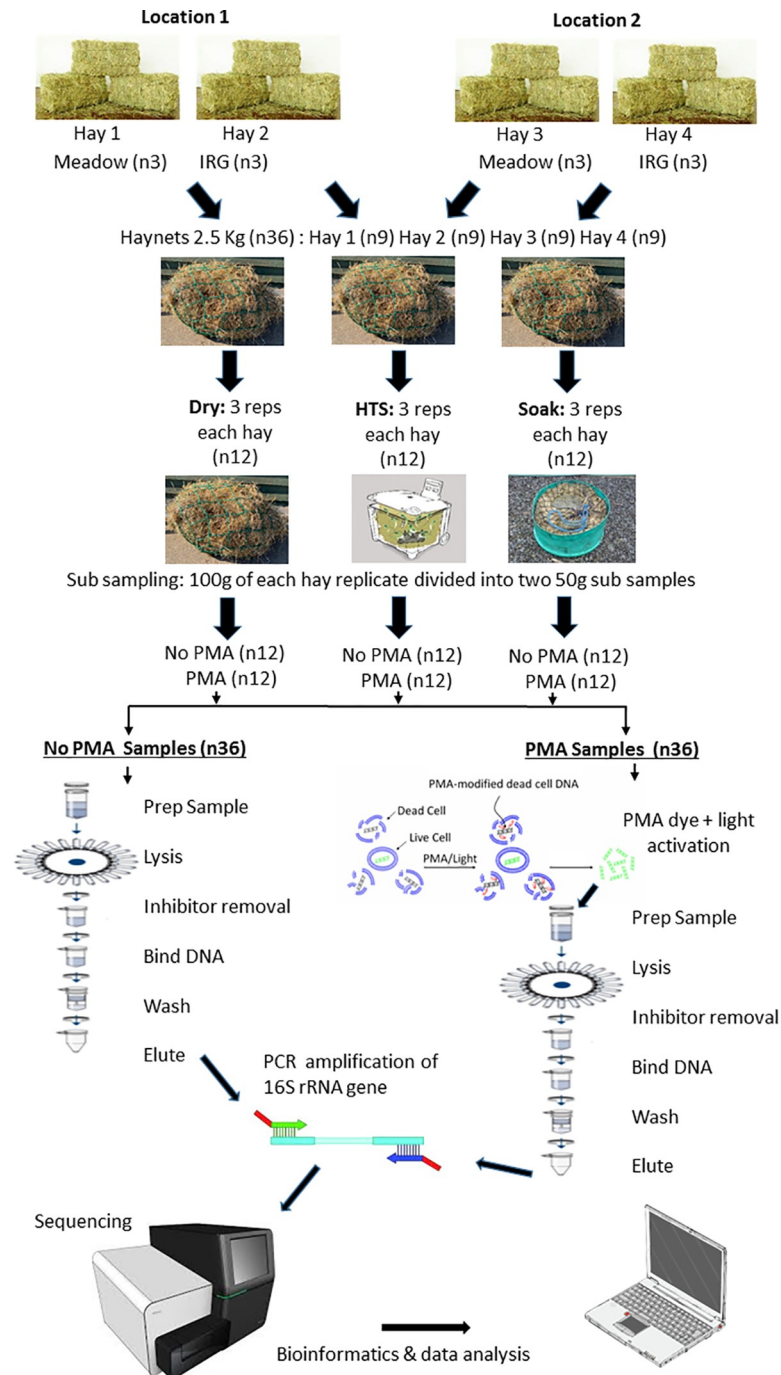 Location 1
Location 2
Hay 1
Meadow (n3)
Hay 2
IRG (n3)
Hay 3
Meadow (n3)
Hay 4
IRG (n3)
Haynets 2.5 Kg (n36) : Hay 1 (n9) Hay 2 (n9) Hay 3 (n9) Hay 4 (n9)
Dry: 3 reps
each hay
(n12)
HTS: 3 reps
each hay
(n12)
Soak: 3 reps
each hay
(n12)
Sub sampling: 100g of each hay replicate divided into two 50g sub samples
No PMA (n12)
PMA (n12)
No PMA (n12)
PMA (n12)
No PMA (n12)
PMA (n12)
No PMA Samples (n36)
Prep Sample
Lysis
Inhibitor removal
Bind DNA
Wash
Elute
PMA Samples (n36)
PMA-modified dead cell DNA
Dead Cell
Live Cell
PMA/Light
PMA dye + light
activation
Prep Sample
Lysis
Inhibitor removal
Bind DNA
Wash
Elute
PCR amplification of
16S rRNA gene
Sequencing
Bioinformatics & data analysis